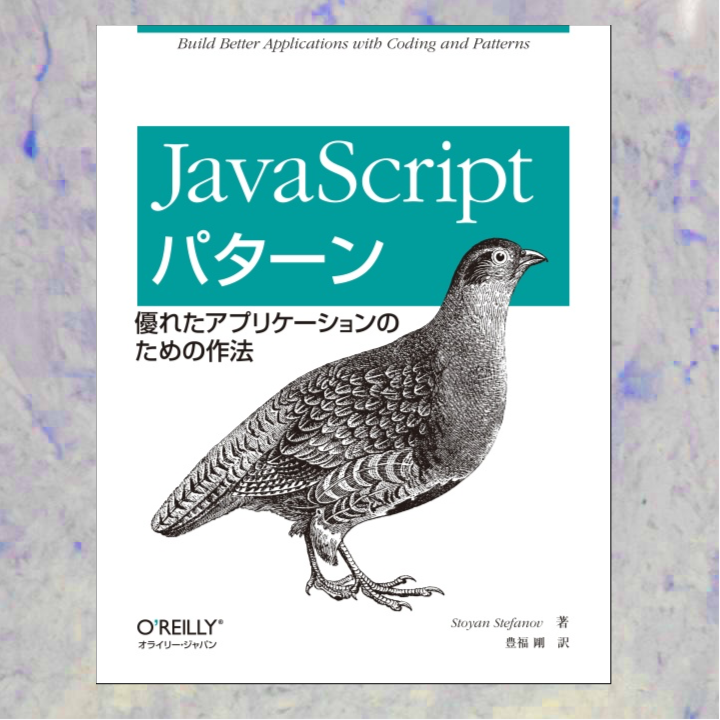 Build Better Applications with Coding and Patterns
JavaScript
パターン
優れたアプリケーションの
ための作法
Stoyan Stefanov 著
豊福 剛 訳
O'REILLY®
オライリー・ジャパン